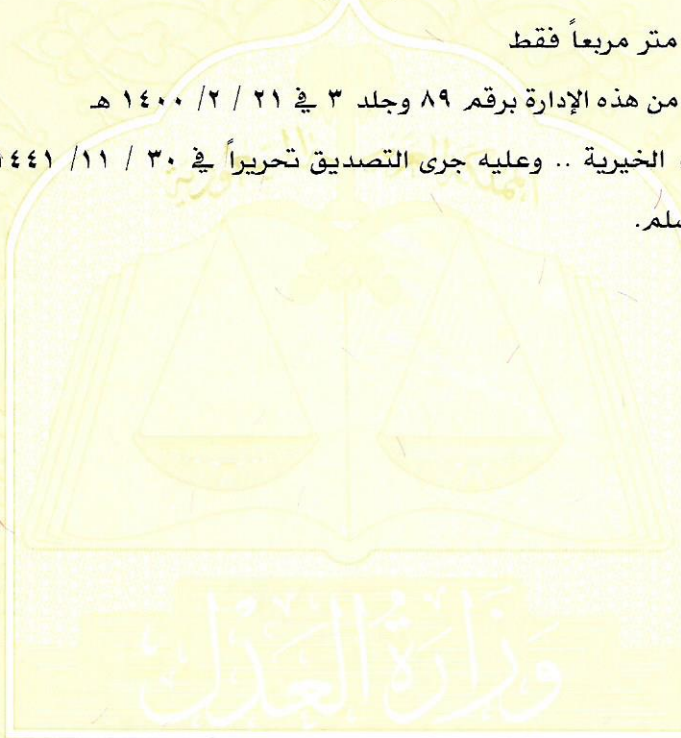 متر مربعاً فقط
من هذه الإدارة برقم ٨٩ وجلد ٣ في ٢١ / ٢/ ١٤٠٠ هـ
الخيرية .. وعليه جرى التصديق تحريراً في ٣٠ / ١١/ ١٤٤١
وزارة العدل